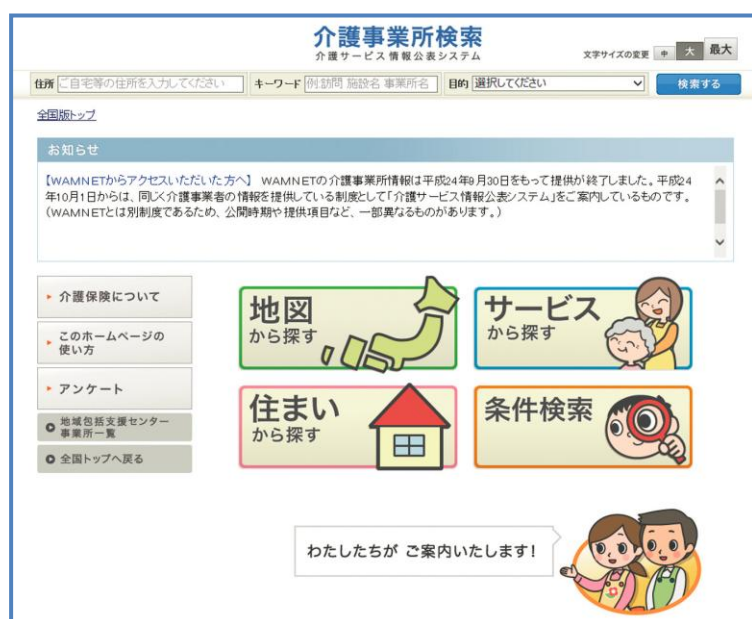 介護事業所検索
介護サービス情報公表システム
文字サイズの変更 中 大 最大
住所 ご自宅等の住所を入力してください キーワード 例:訪問 施設名 事業所名 目的 選択してください 検索する
全国版トップ
お知らせ
【WAMNETからアクセスいただいた方へ】 WAMNETの介護事業所情報は平成24年9月30日をもって提供が終了しました。平成24
年10月1日からは、同じく介護事業者の情報を提供している制度として「介護サービス情報公表システム」をご案内しているものです。
(WAMNETとは別制度であるため、公開時期や提供項目など、一部異なるものがあります。)
介護保険について
このホームページの
使い方
アンケート
地域包括支援センター
事業所一覧
全国トップへ戻る
地図
から探す
サービス
から探す
住まい
から探す
条件検索
わたしたちが ご案内いたします!